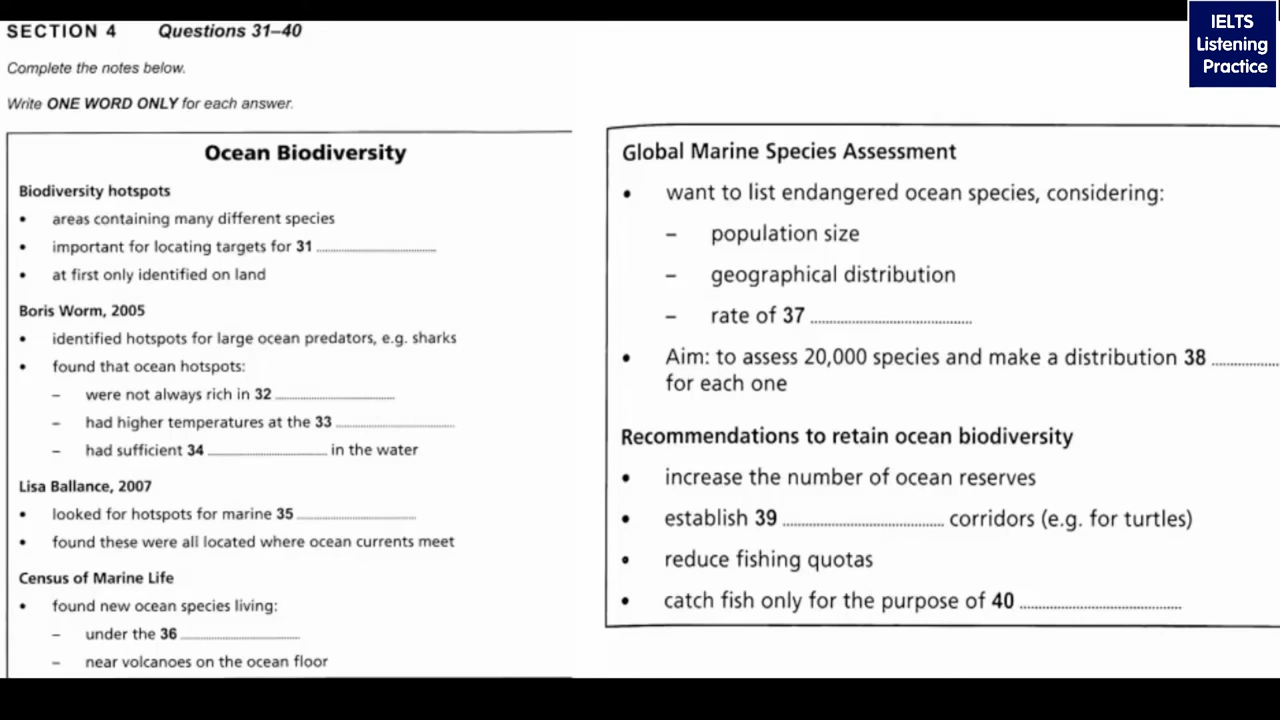 SECTION 4 Questions 31–40
Complete the notes below.
Write ONE WORD ONLY for each answer.
Ocean Biodiversity
Biodiversity hotspots
• areas containing many different species
• important for locating targets for 31 ....................
• at first only identified on land
Boris Worm, 2005
• identified hotspots for large ocean predators, e.g. sharks
• found that ocean hotspots:
– were not always rich in 32 ....................
– had higher temperatures at the 33 ....................
– had sufficient 34 .................... in the water
Lisa Ballance, 2007
• looked for hotspots for marine 35 ....................
• found these were all located where ocean currents meet
Census of Marine Life
• found new ocean species living:
– under the 36 ....................
– near volcanoes on the ocean floor
Global Marine Species Assessment
• want to list endangered ocean species, considering:
– population size
– geographical distribution
– rate of 37 ....................
• Aim: to assess 20,000 species and make a distribution 38 ..........
for each one
Recommendations to retain ocean biodiversity
• increase the number of ocean reserves
• establish 39 .................... corridors (e.g. for turtles)
• reduce fishing quotas
• catch fish only for the purpose of 40 ....................
IELTS
Listening
Practice